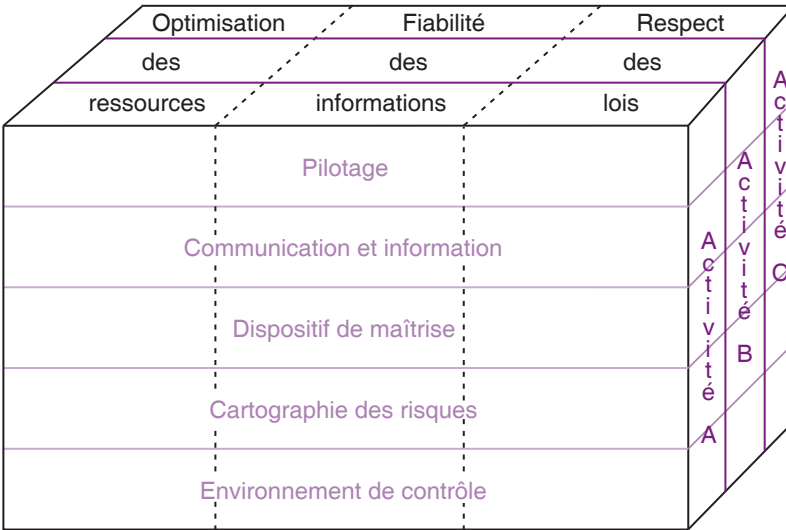 Optimisation Fiabilité Respect
des des des
ressources informations lois
Pilotage
Communication et information
Dispositif de maîtrise
Cartographie des risques
Environnement de contrôle
Activité A
Activité B
Activité C